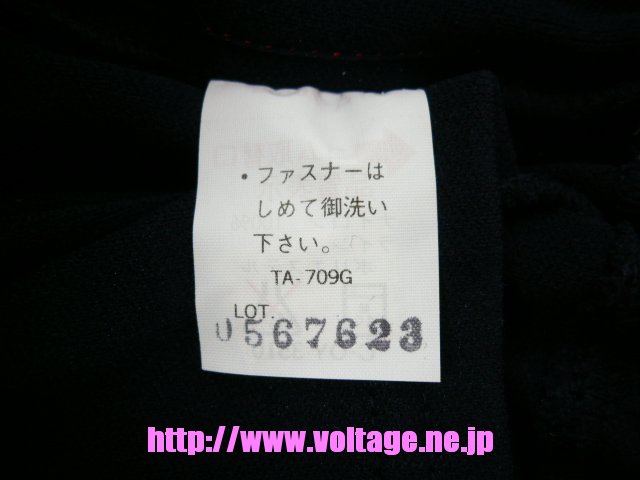 ・ファスナーは
しめて御洗い
下さい。
TA-709G
LOT.
0567623
http://www.voltage.ne.jp